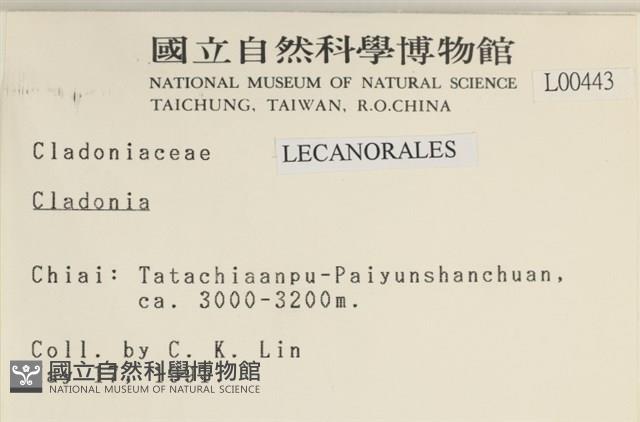 國立自然科學博物館
NATIONAL MUSEUM OF NATURAL SCIENCE
L00443
TAICHUNG, TAIWAN, R.O.CHINA
Cladoniaceae
LECANORALES
Cladonia
Chiai: Tatachiaanpu-Paiyunshanchuan,
ca. 3000-3200m.
Coll. by C. K. Lin
國立自然科學博物館
NATIONAL MUSEUM OF NATURAL SCIENCE